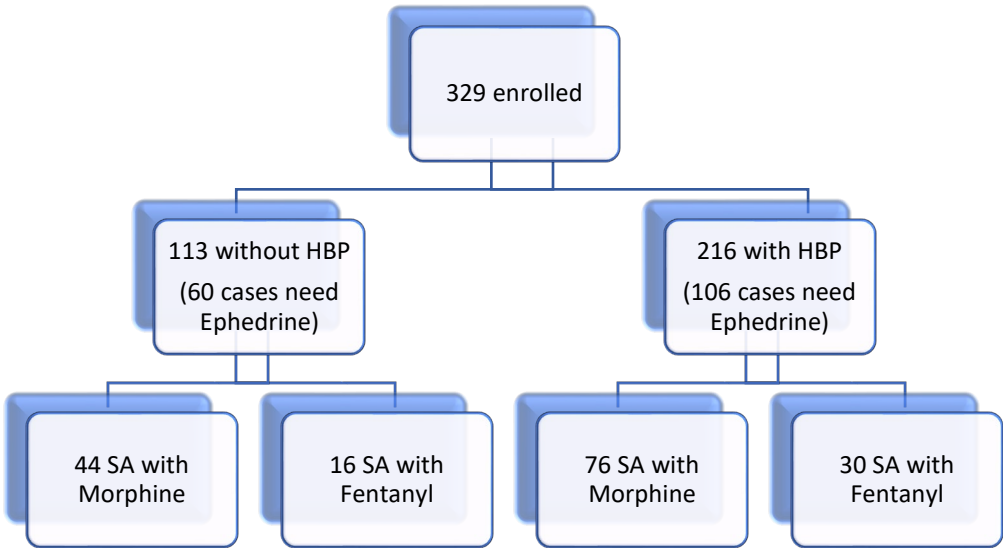 329 enrolled
113 without HBP
(60 cases need
Ephedrine)
216 with HBP
(106 cases need
Ephedrine)
44 SA with
Morphine
16 SA with
Fentanyl
76 SA with
Morphine
30 SA with
Fentanyl